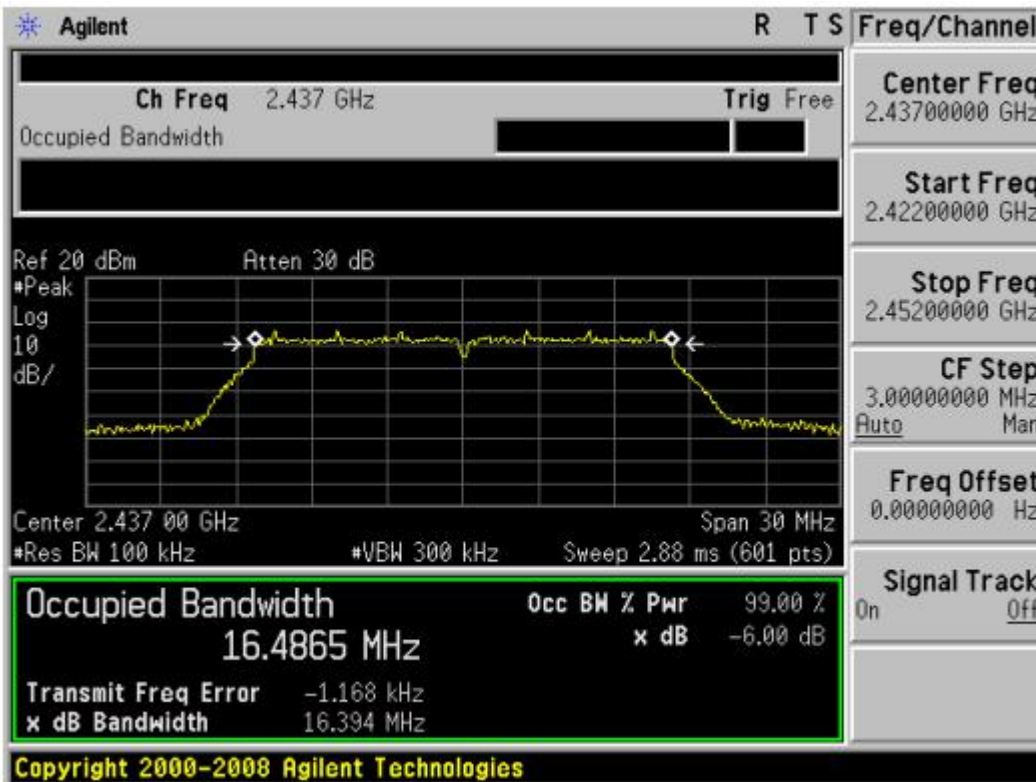 Agilent
R T S
Freq/Channel
Ch Freq 2.437 GHz
Trig Free
Occupied Bandwidth
Center Freq
2.43700000 GHz
Start Freq
2.42200000 GHz
Stop Freq
2.45200000 GHz
CF Step
3.00000000 MHz
Auto Man
Freq Offset
0.00000000 Hz
Signal Track
On Off
Ref 20 dBm
Atten 30 dB
#Peak
Log
10
dB/
Center 2.437 00 GHz
Span 30 MHz
#Res BW 100 kHz
#VBW 300 kHz
Sweep 2.88 ms (601 pts)
Occupied Bandwidth
16.4865 MHz
Occ BW % Pwr 99.00 %
x dB -6.00 dB
Transmit Freq Error -1.168 kHz
x dB Bandwidth 16.394 MHz
Copyright 2000-2008 Agilent Technologies